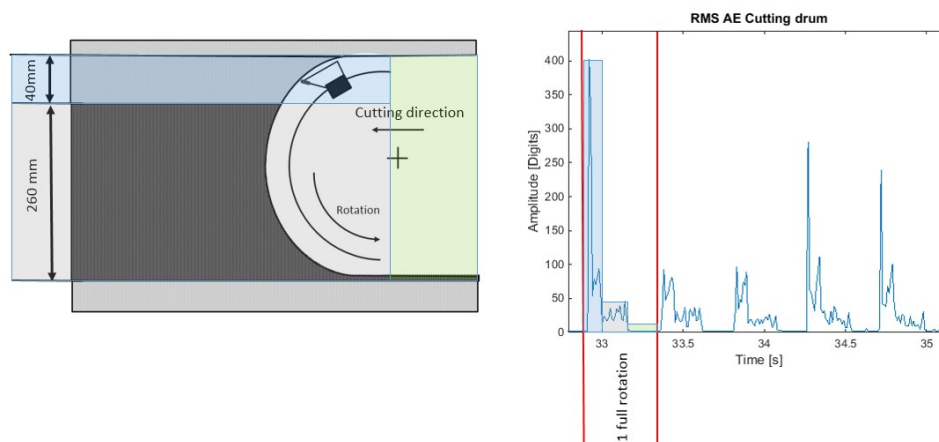 40mm
260 mm
Cutting direction
Rotation
RMS AE Cutting drum
Amplitude [Digits]
400
350
300
250
200
150
100
50
0
33
33.5
34
34.5
35
Time [s]
1 full rotation